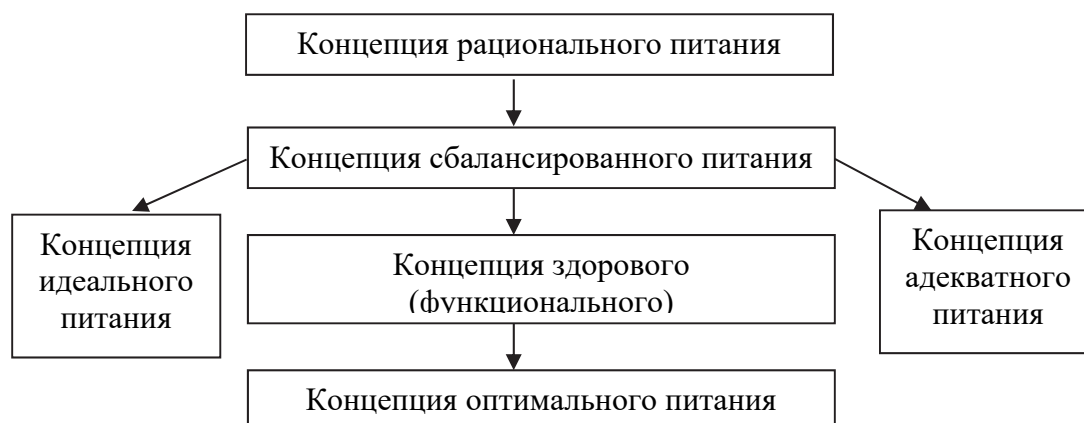 Концепция рационального питания
Концепция сбалансированного питания
Концепция
идеального
питания
Концепция здорового
(функционального)
Концепция
адекватного
питания
Концепция оптимального питания